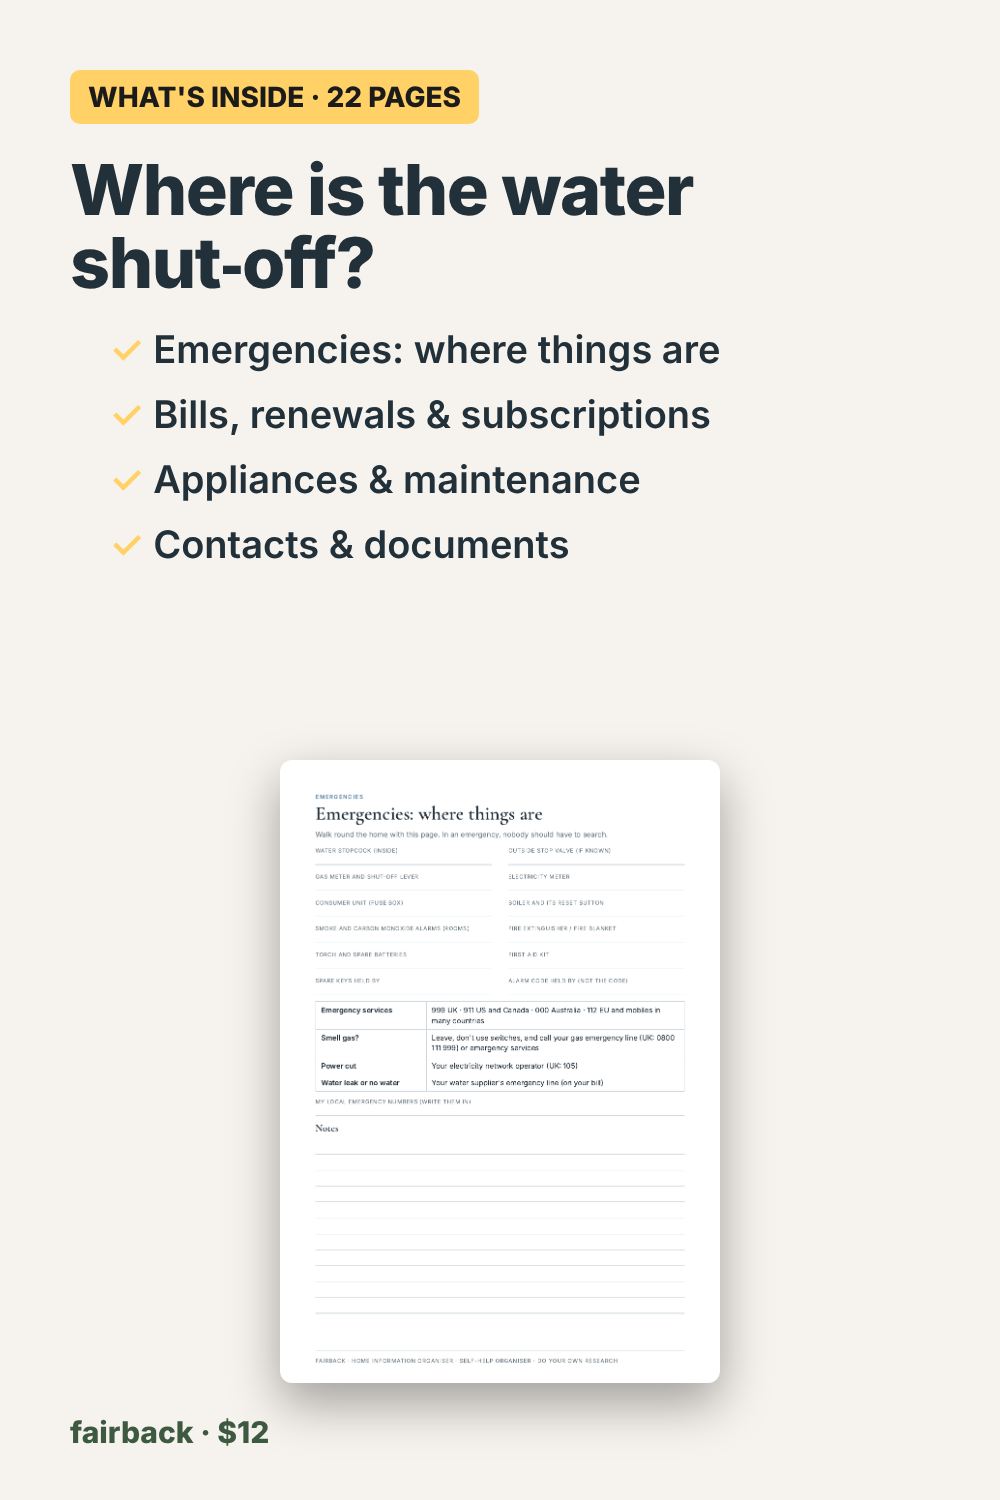 WHAT'S INSIDE · 22 PAGES
Where is the water
shut-off?
Emergencies: where things are
Bills, renewals & subscriptions
Appliances & maintenance
Contacts & documents
EMERGENCIES
Emergencies: where things are
Walk round the home with this page. In an emergency, nobody should have to search.
WATER STOPCOCK (INSIDE)
OUTSIDE STOP VALVE (IF KNOWN)
GAS METER AND SHUT-OFF LEVER
ELECTRICITY METER
CONSUMER UNIT (FUSE BOX)
BOILER AND ITS RESET BUTTON
SMOKE AND CARBON MONOXIDE ALARMS (ROOMS)
FIRE EXTINGUISHER / FIRE BLANKET
TORCH AND SPARE BATTERIES
FIRST AID KIT
SPARE KEYS HELD BY
ALARM CODE HELD BY (NOT THE CODE)
Emergency services
999 UK · 911 US and Canada · 000 Australia · 112 EU and mobiles in
many countries
Smell gas?
Leave, don't use switches, and call your gas emergency line (UK: 0800
111 999) or emergency services
Power cut
Your electricity network operator (UK: 105)
Water leak or no water
Your water supplier's emergency line (on your bill)
MY LOCAL EMERGENCY NUMBERS (WRITE THEM IN)
Notes
FAIRBACK · HOME INFORMATION ORGANISER · SELF-HELP ORGANISER · DO YOUR OWN RESEARCH
fairback · $12